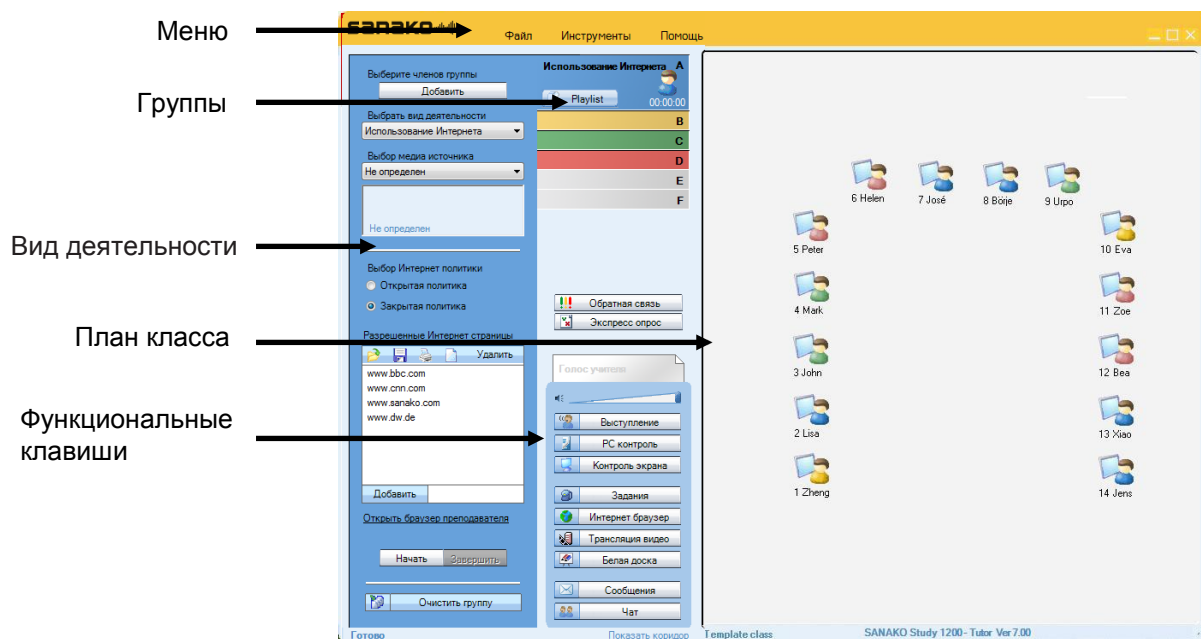 Меню
Группы
Вид деятельности
План класса
Функциональные
клавиши
sanako
Файл Инструменты Помощь
Выберите членов группы
Добавить
Выбрать вид деятельности
Использование Интернета
Выбор медиа источника
Не определен
Не определен
Выбор Интернет политики
Открытая политика
Закрытая политика
Разрешенные Интернет страницы
Удалить
www.bbc.com
www.cnn.com
www.sanako.com
www.dw.de
Добавить
Открыть браузер преподавателя
Начать Завершить
Очистить группу
Готово
Использование Интернета A
Playlist
00:00:00
B
C
D
E
F
Обратная связь
Экспресс опрос
Голос учителя
Выступление
PC контроль
Контроль экрана
Задания
Интернет браузер
Трансляция видео
Белая доска
Сообщения
Чат
Показать коридор
6 Helen 7 José 8 Börje 9 Urpo
5 Peter 10 Eva
4 Mark 11 Zoe
3 John 12 Bea
2 Lisa 13 Xiao
1 Zheng 14 Jens
Template class
SANAKO Study 1200- Tutor Ver 7.00